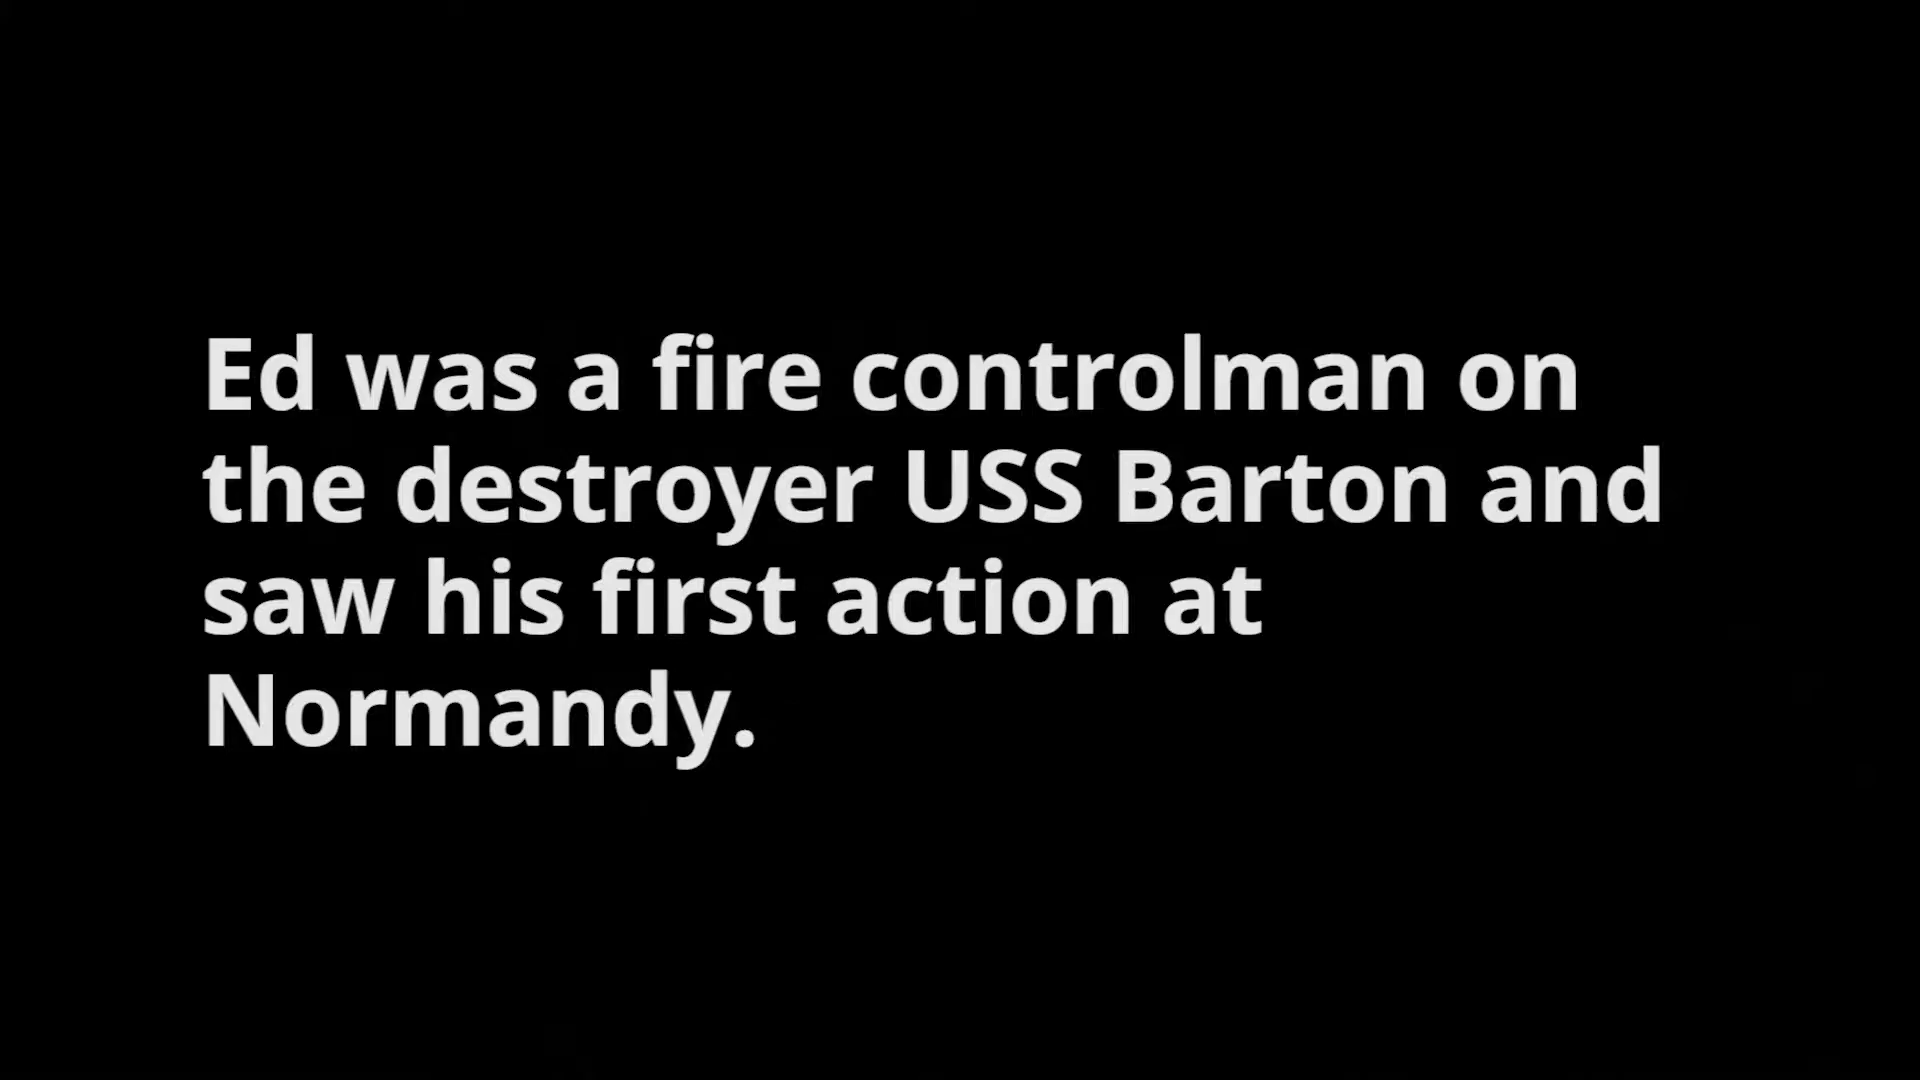 Ed was a fire controlman on
the destroyer USS Barton and
saw his first action at
Normandy.